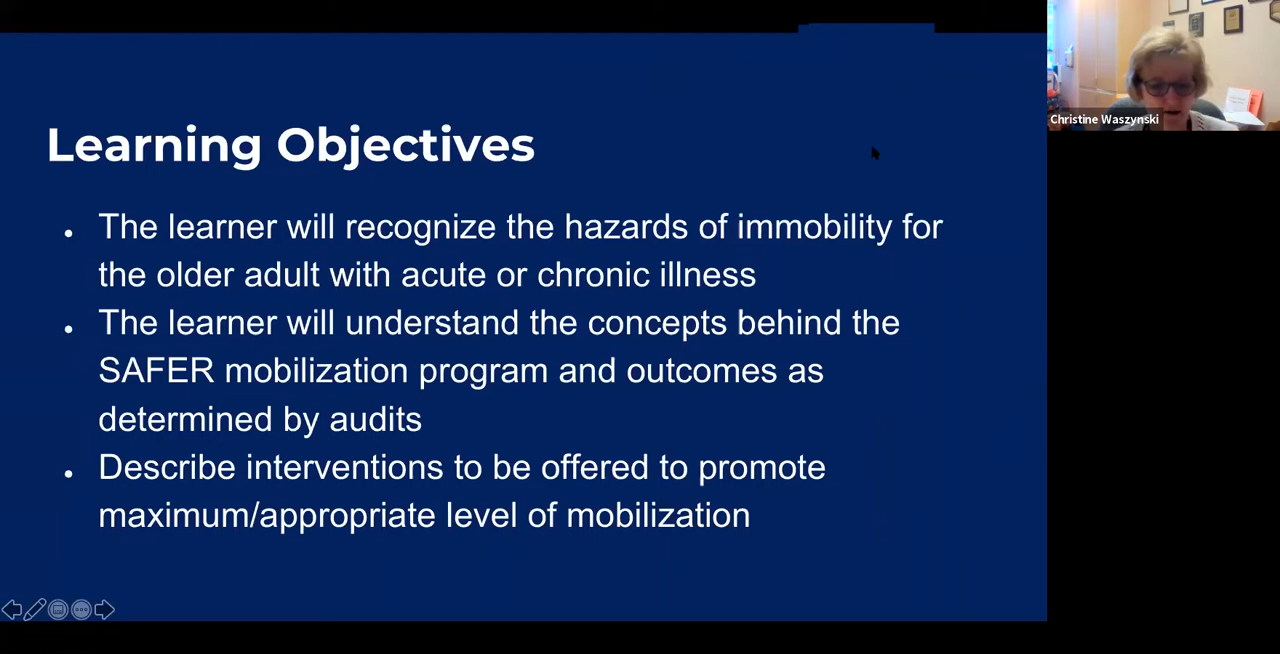 Learning Objectives
• The learner will recognize the hazards of immobility for
the older adult with acute or chronic illness
• The learner will understand the concepts behind the
SAFER mobilization program and outcomes as
determined by audits
• Describe interventions to be offered to promote
maximum/appropriate level of mobilization
Christine Waszynski